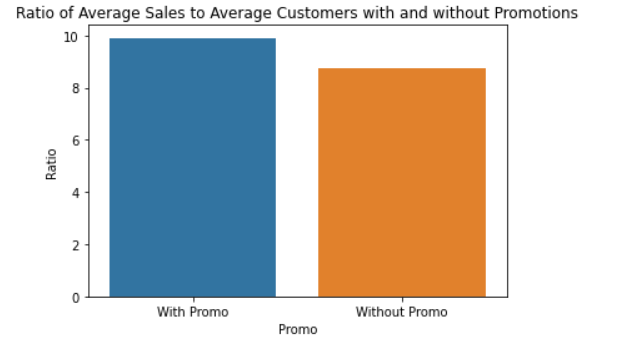 Ratio of Average Sales to Average Customers with and without Promotions
10
8
6
4
2
0
Ratio
With Promo
Without Promo
Promo